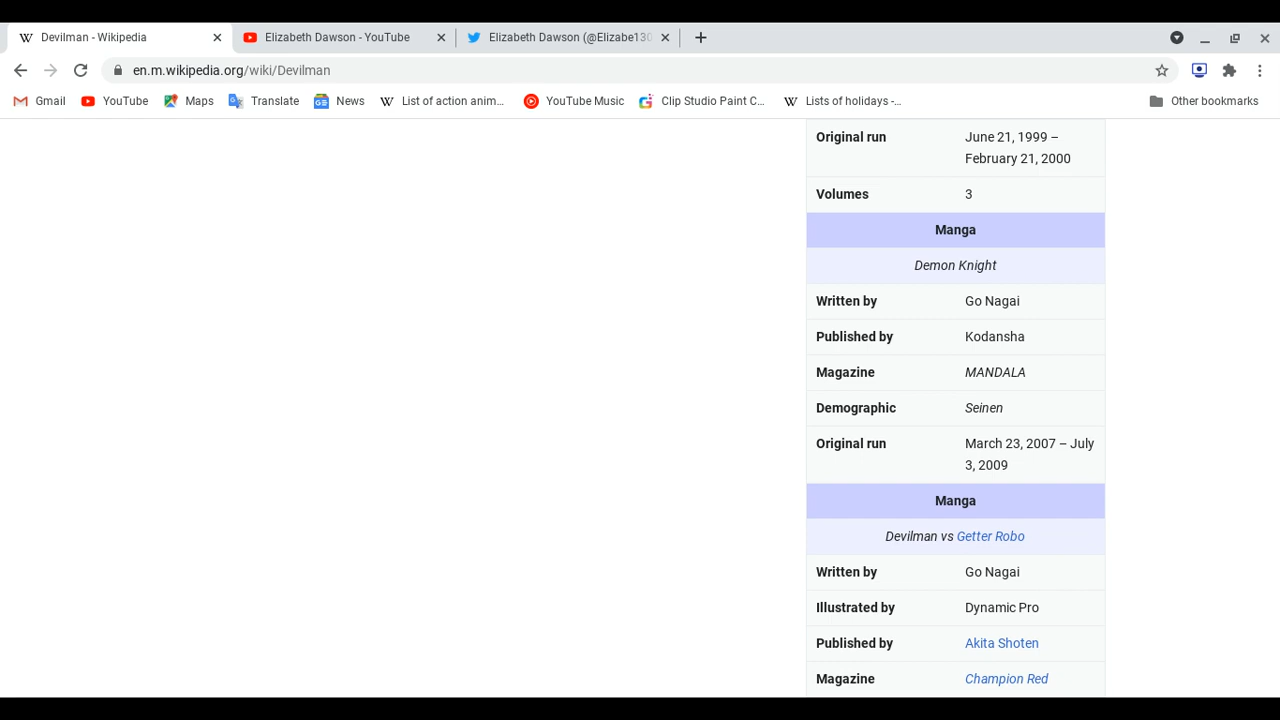 Devilman - Wikipedia
Elizabeth Dawson - YouTube
Elizabeth Dawson (@Elizabe130
en.m.wikipedia.org/wiki/Devilman
Gmail YouTube Maps Translate News List of action anim... YouTube Music Clip Studio Paint C... Lists of holidays -... Other bookmarks
Original run June 21, 1999 –
February 21, 2000
Volumes 3
Manga
Demon Knight
Written by Go Nagai
Published by Kodansha
Magazine MANDALA
Demographic Seinen
Original run March 23, 2007 – July
3, 2009
Manga
Devilman vs Getter Robo
Written by Go Nagai
Illustrated by Dynamic Pro
Published by Akita Shoten
Magazine Champion Red